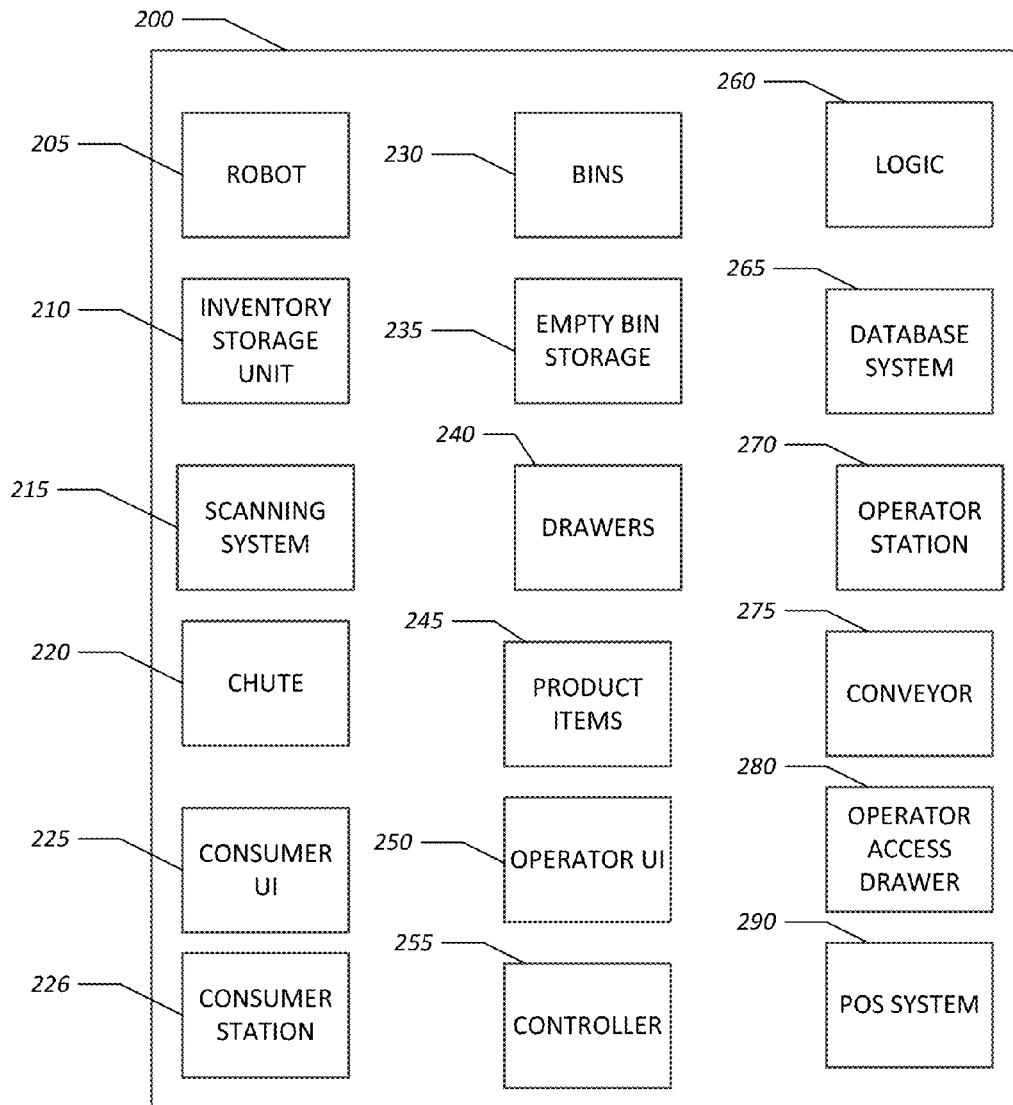 200
205
ROBOT
230
BINS
260
LOGIC
210
INVENTORY
STORAGE
UNIT
235
EMPTY BIN
STORAGE
265
DATABASE
SYSTEM
215
SCANNING
SYSTEM
240
DRAWERS
270
OPERATOR
STATION
220
CHUTE
245
PRODUCT
ITEMS
275
CONVEYOR
225
CONSUMER
UI
250
OPERATOR UI
280
OPERATOR
ACCESS
DRAWER
226
CONSUMER
STATION
255
CONTROLLER
290
POS SYSTEM